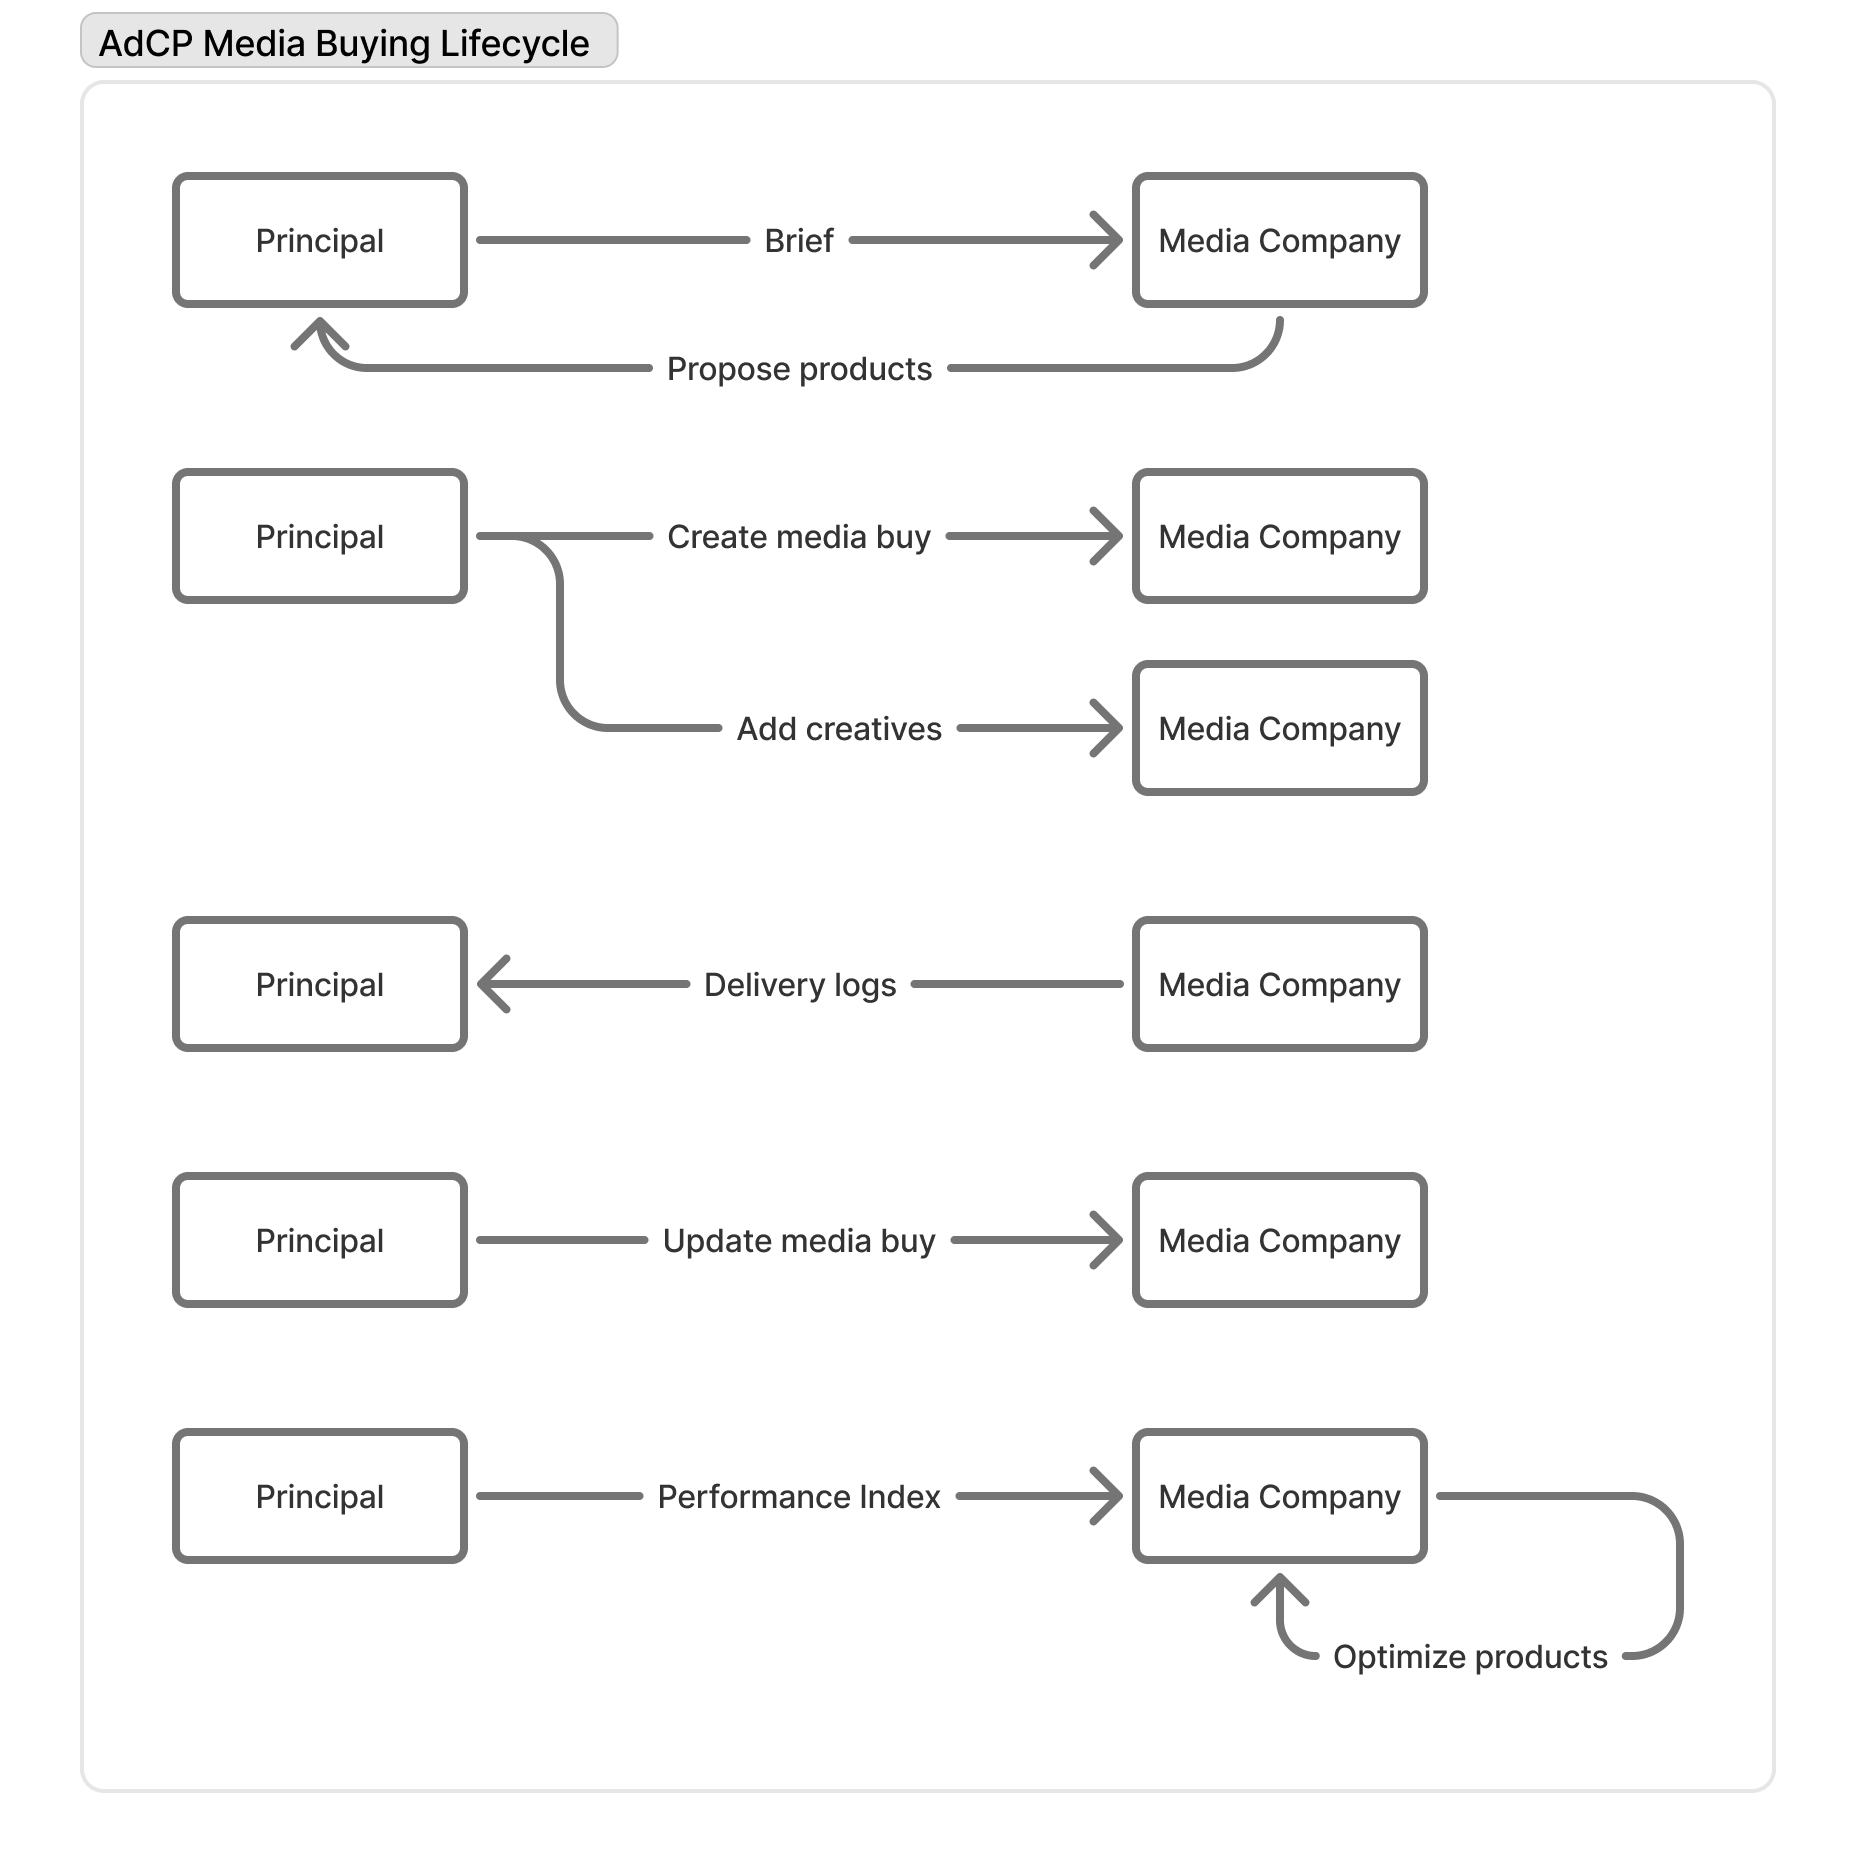 AdCP Media Buying Lifecycle
Principal
Brief
Media Company
Propose products
Principal
Create media buy
Media Company
Add creatives
Media Company
Principal
Delivery logs
Media Company
Principal
Update media buy
Media Company
Principal
Performance Index
Media Company
Optimize products